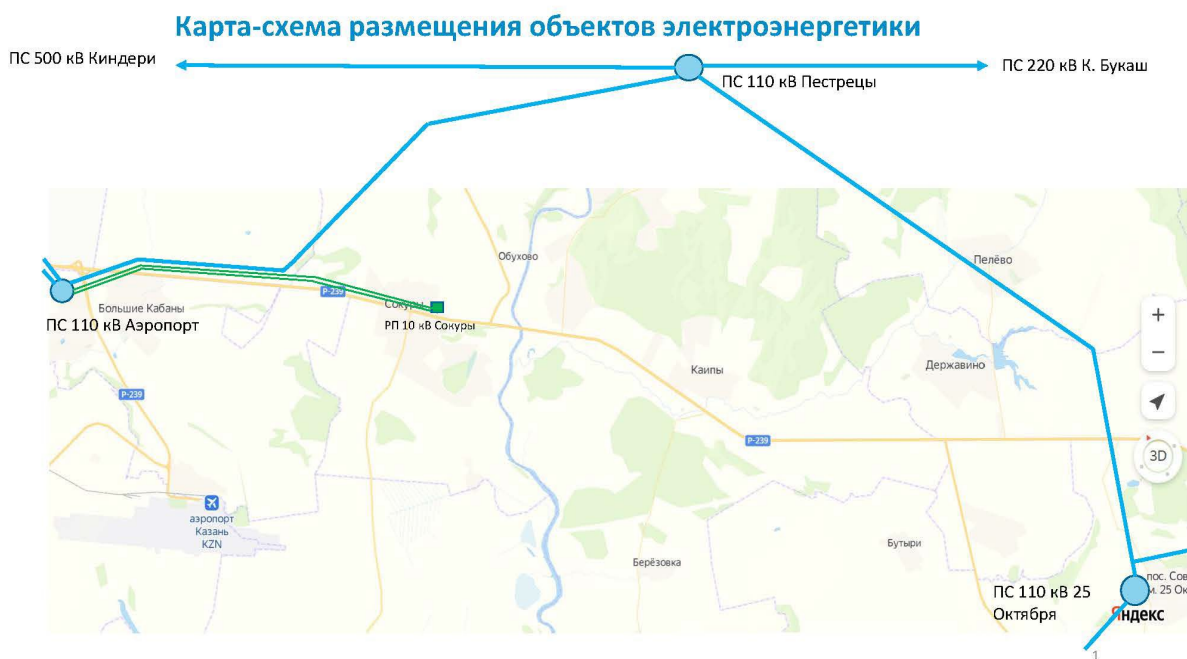 Карта-схема размещения объектов электроэнергетики
ПС 500 кВ Киндери
ПС 220 кВ К. Букаш
ПС 110 кВ Пестрецы
Обухово
Пелёво
Р-239
Большие Кабаны
Сокуры
ПС 110 кВ Аэропорт
РП 10 кВ Сокуры
+
−
Каипы
Державино
Р-239
Р-239
3D
аэропорт
Казань
KZN
Бутыри
Берёзовка
пос. Сов
м. 25 Ок
ПС 110 кВ 25
Октября
Яндекс
1